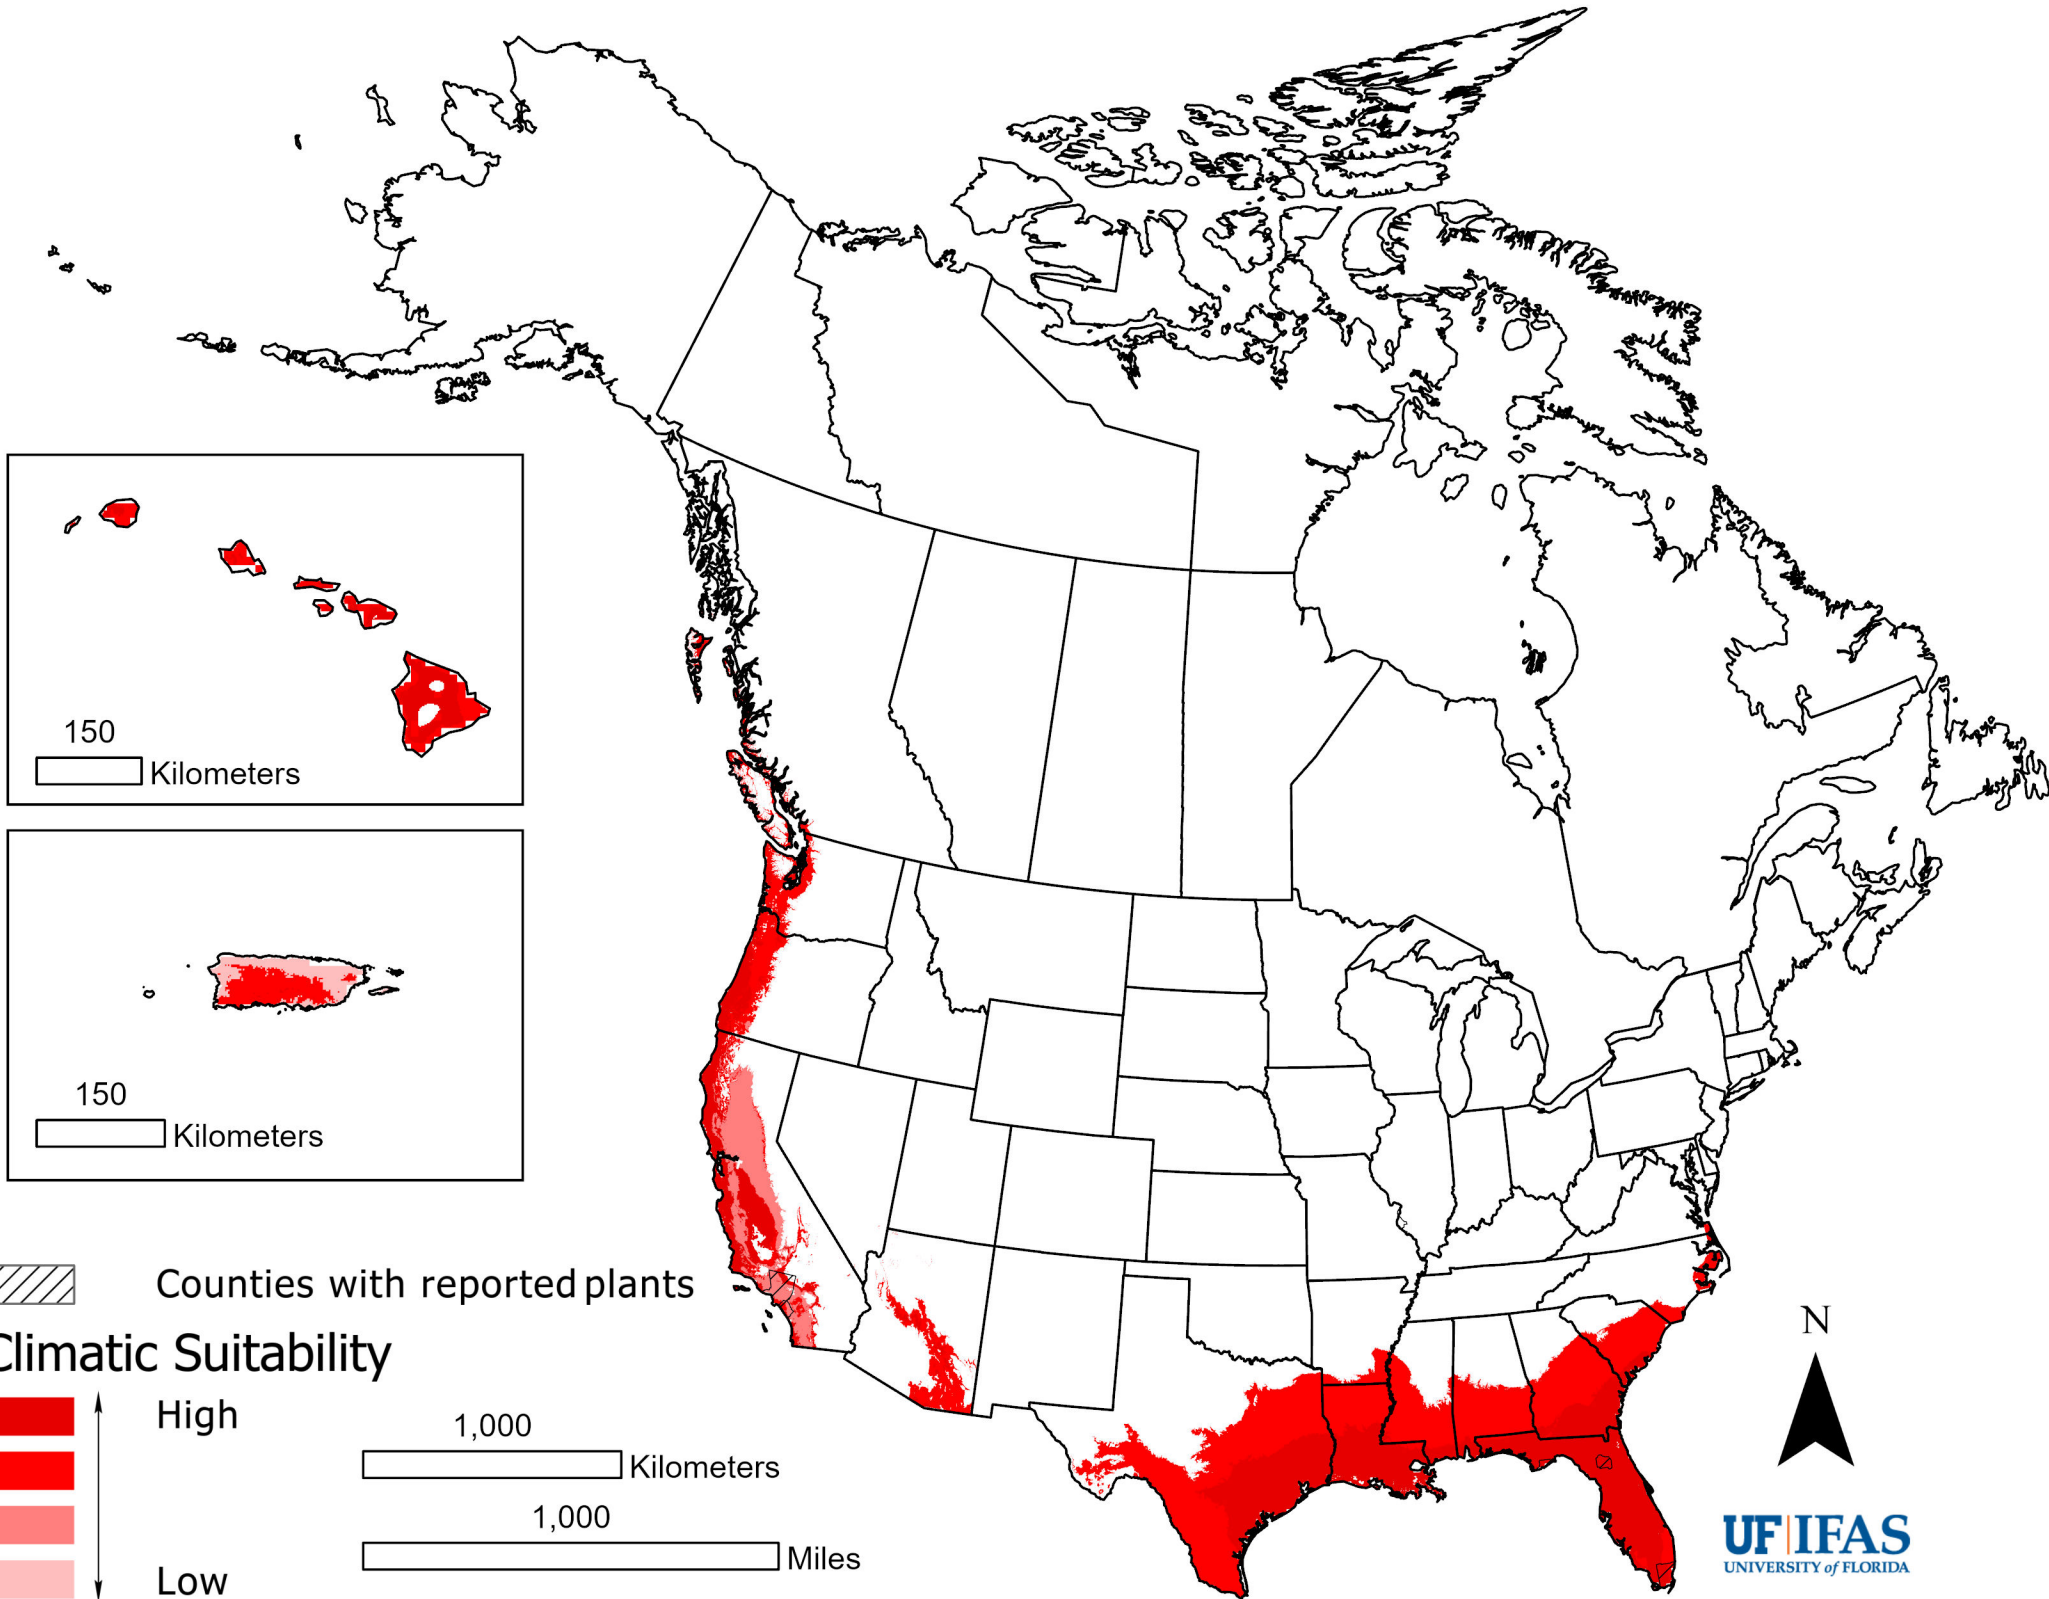 150
Kilometers
150
Kilometers
Counties with reported plants
Climatic Suitability
High
Low
1,000
Kilometers
1,000
Miles
N
UF|IFAS
UNIVERSITY of FLORIDA